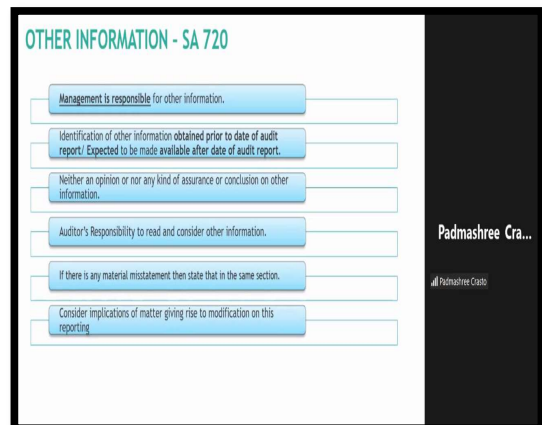 OTHER INFORMATION - SA 720
Management is responsible for other information.
Identification of other information obtained prior to date of audit
report/ Expected to be made available after date of audit report.
Neither an opinion or nor any kind of assurance or conclusion on other
information.
Auditor's Responsibility to read and consider other information.
If there is any material misstatement then state that in the same section.
Consider implications of matter giving rise to modification on this
reporting
Padmashree Cra...
Padmashree Crasto